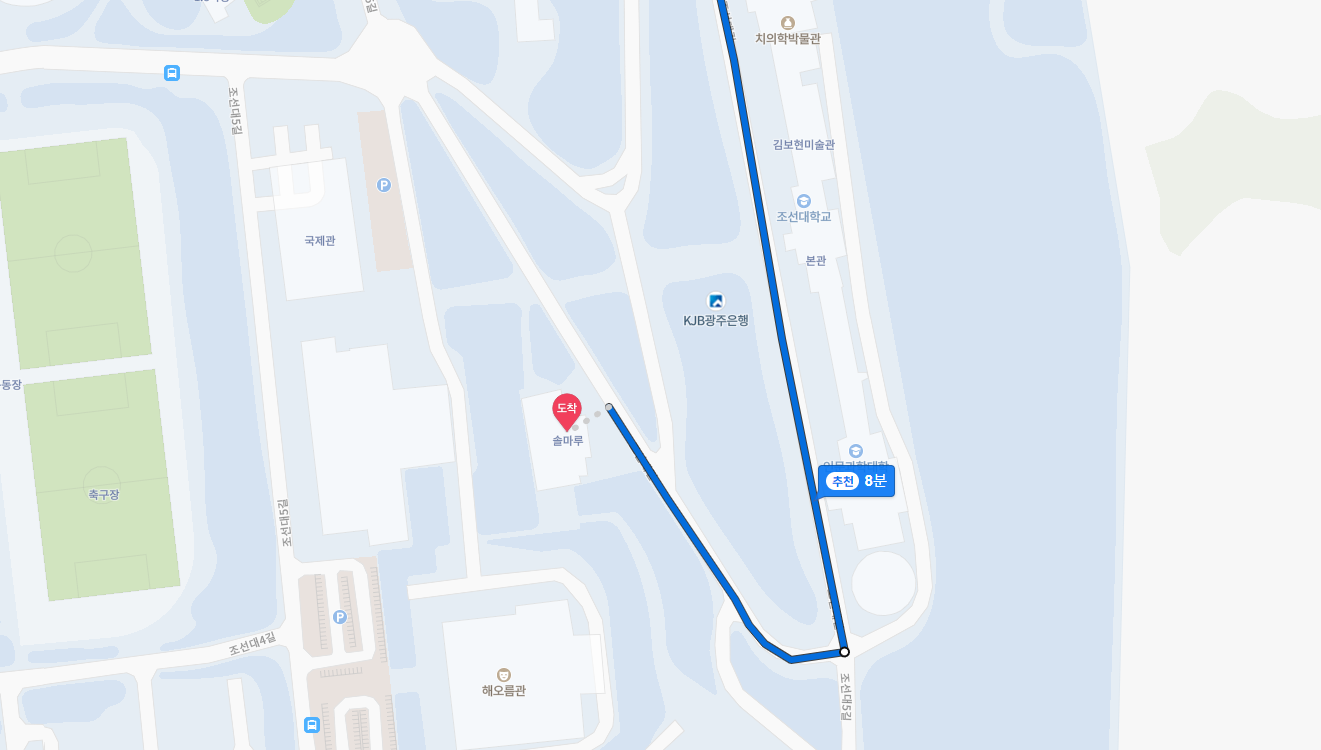 치의학박물관
조선대5길
김보현미술관
P
조선대학교
국제관
본관
KJB광주은행
동장
도착
솔마루
추천 8분
축구장
조선대5길
P
조선대4길
해오름관
조선대5길